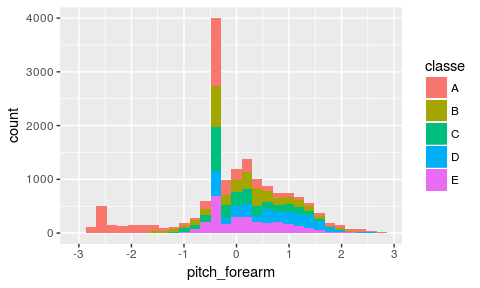 4000
3000
2000
1000
0
count
-3 -2 -1 0 1 2 3
pitch_forearm
classe
A
B
C
D
E